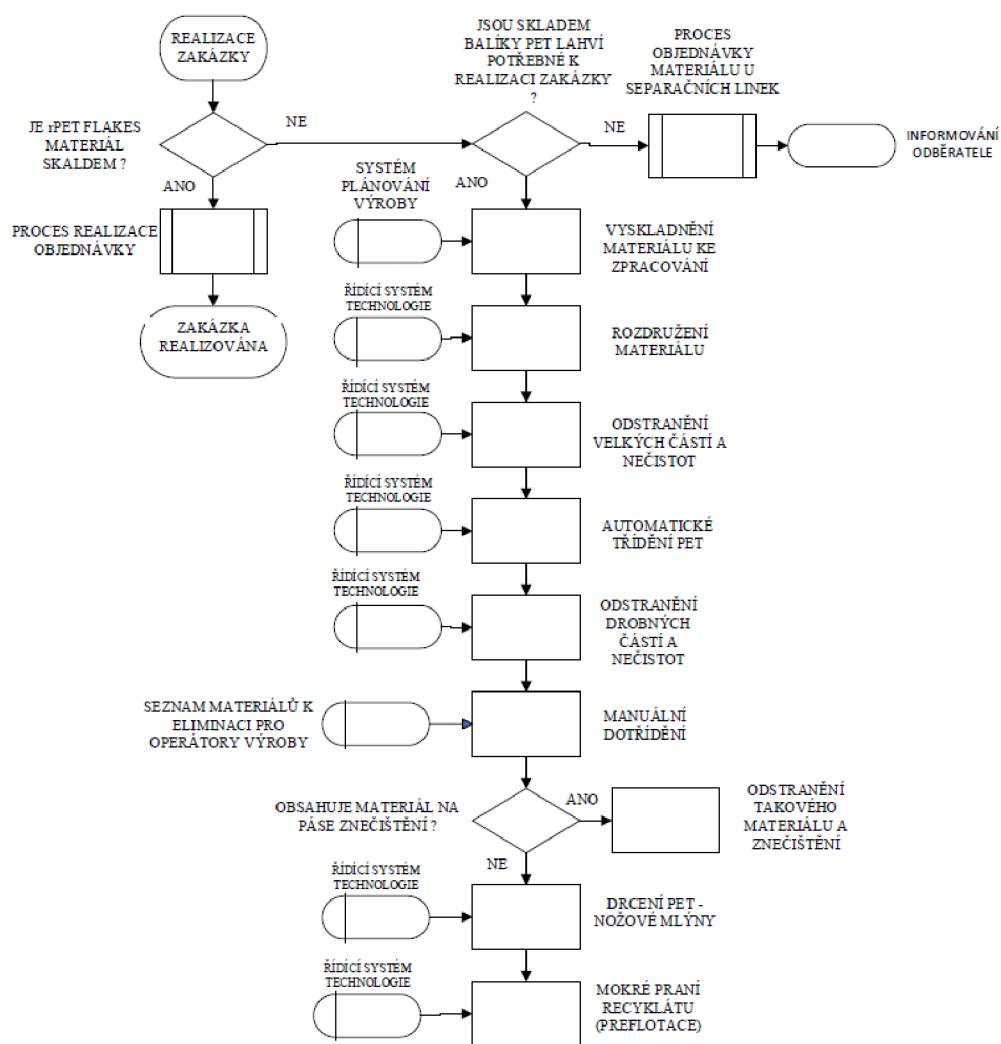 REALIZACE
ZAKÁZKY
JSOU SKLADEM
BALÍKY PET LAHVÍ
POTŘEBNÉ K
REALIZACI ZAKÁZKY
?
PROCES
OBJEDNÁVKY
MATERIÁLU U
SEPARAČNÍCH LINEK
JE rPET FLAKES
MATERIÁL
SKALDEM ?
NE
NE
INFORMOVÁNÍ
ODBĚRATELE
ANO
ANO
SYSTÉM
PLÁNOVÁNÍ
VÝROBY
PROCES REALIZACE
OBJEDNÁVKY
VYSKLADNĚNÍ
MATERIÁLU KE
ZPRACOVÁNÍ
ZAKÁZKA
REALIZOVÁNA
ŘÍDÍCÍ SYSTÉM
TECHNOLOGIE
ROZDRUŽENÍ
MATERIÁLU
ŘÍDÍCÍ SYSTÉM
TECHNOLOGIE
ODSTRANĚNÍ
VELKÝCH ČÁSTÍ A
NEČISTOT
ŘÍDÍCÍ SYSTÉM
TECHNOLOGIE
AUTOMATICKÉ
TŘÍDĚNÍ PET
ŘÍDÍCÍ SYSTÉM
TECHNOLOGIE
ODSTRANĚNÍ
DROBNÝCH
ČÁSTÍ A
NEČISTOT
SEZNAM MATERIÁLŮ K
ELIMINACI PRO
OPERÁTORY VÝROBY
MANUÁLNÍ
DOTŘÍDĚNÍ
OBSAHUJE MATERIÁL NA
PÁSE ZNEČIŠTĚNÍ ?
ANO
ODSTRANĚNÍ
TAKOVÉHO
MATERIÁLU A
ZNEČIŠTĚNÍ
NE
ŘÍDÍCÍ SYSTÉM
TECHNOLOGIE
DRCENÍ PET -
NOŽOVÉ MLÝNY
ŘÍDÍCÍ SYSTÉM
TECHNOLOGIE
MOKRÉ PRANÍ
RECYKLÁTU
(PREFLOTACE)